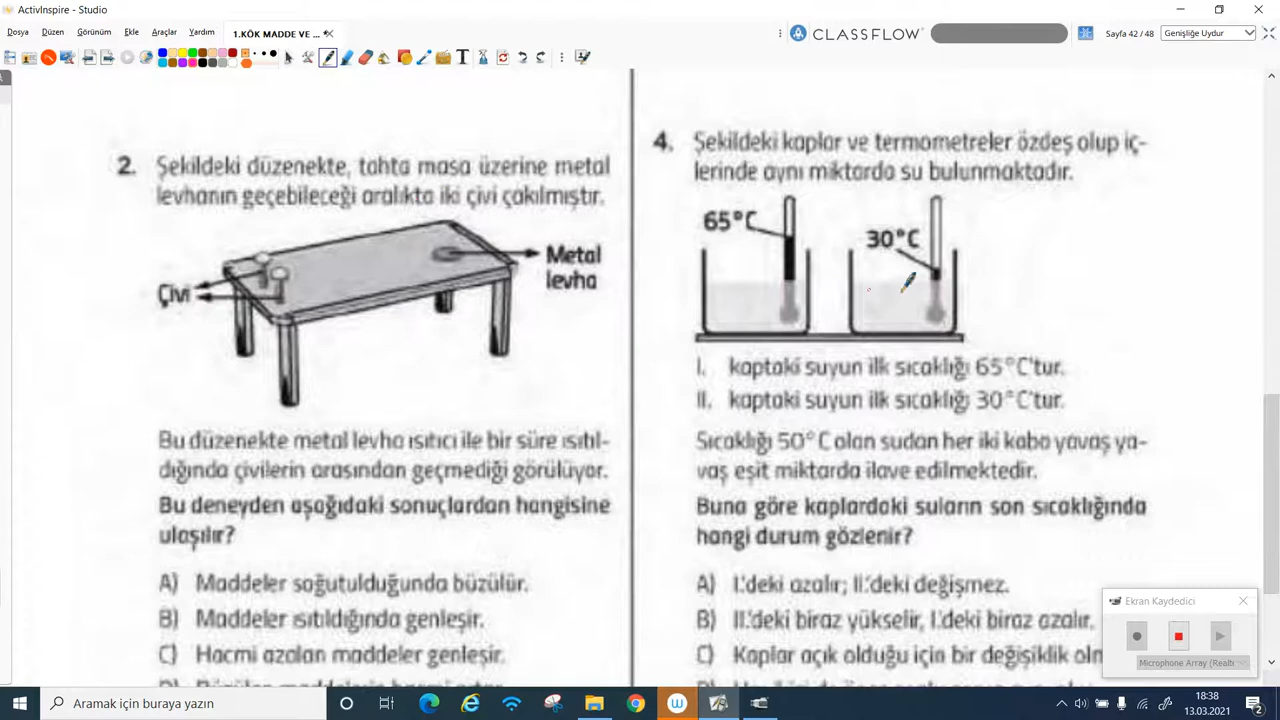 ActivInspire - Studio
Dosya Düzen Görünüm Ekle Araçlar Yardım
1.KÖK MADDE VE ... *
CLASSFLOW
Sayfa 42 / 48
Genişliğe Uydur
2. Şekildeki düzenekte, tahta masa üzerine metal
levhanın geçebileceği aralıkta iki çivi çakılmıştır.
Metal
levha
Çivi
Bu düzenekte metal levha ısıtıcı ile bir süre ısıtıl-
dığında çivilerin arasından geçmediği görülüyor.
Bu deneyden aşağıdaki sonuçlardan hangisine
ulaşılır?
A) Maddeler soğutulduğunda büzülür.
B) Maddeler ısıtıldığında genleşir.
C) Hacmi azalan maddeler genleşir.
4. Şekildeki kaplar ve termometreler özdeş olup iç-
lerinde aynı miktarda su bulunmaktadır.
65°C
30°C
I. kaptaki suyun ilk sıcaklığı 65°C'tur.
II. kaptaki suyun ilk sıcaklığı 30°C'tur.
Sıcaklığı 50°C olan sudan her iki kaba yavaş ya-
vaş eşit miktarda ilave edilmektedir.
Buna göre kaplardaki suların son sıcaklığında
hangi durum gözlenir?
A) I.'deki azalır; II.'deki değişmez.
B) II.'deki biraz yükselir, I.'deki biraz azalır.
C) Kaplar açık olduğu için bir değişiklik oln
Ekran Kaydedici
Microphone Array (Realt
Aramak için buraya yazın
18:38
13.03.2021
2